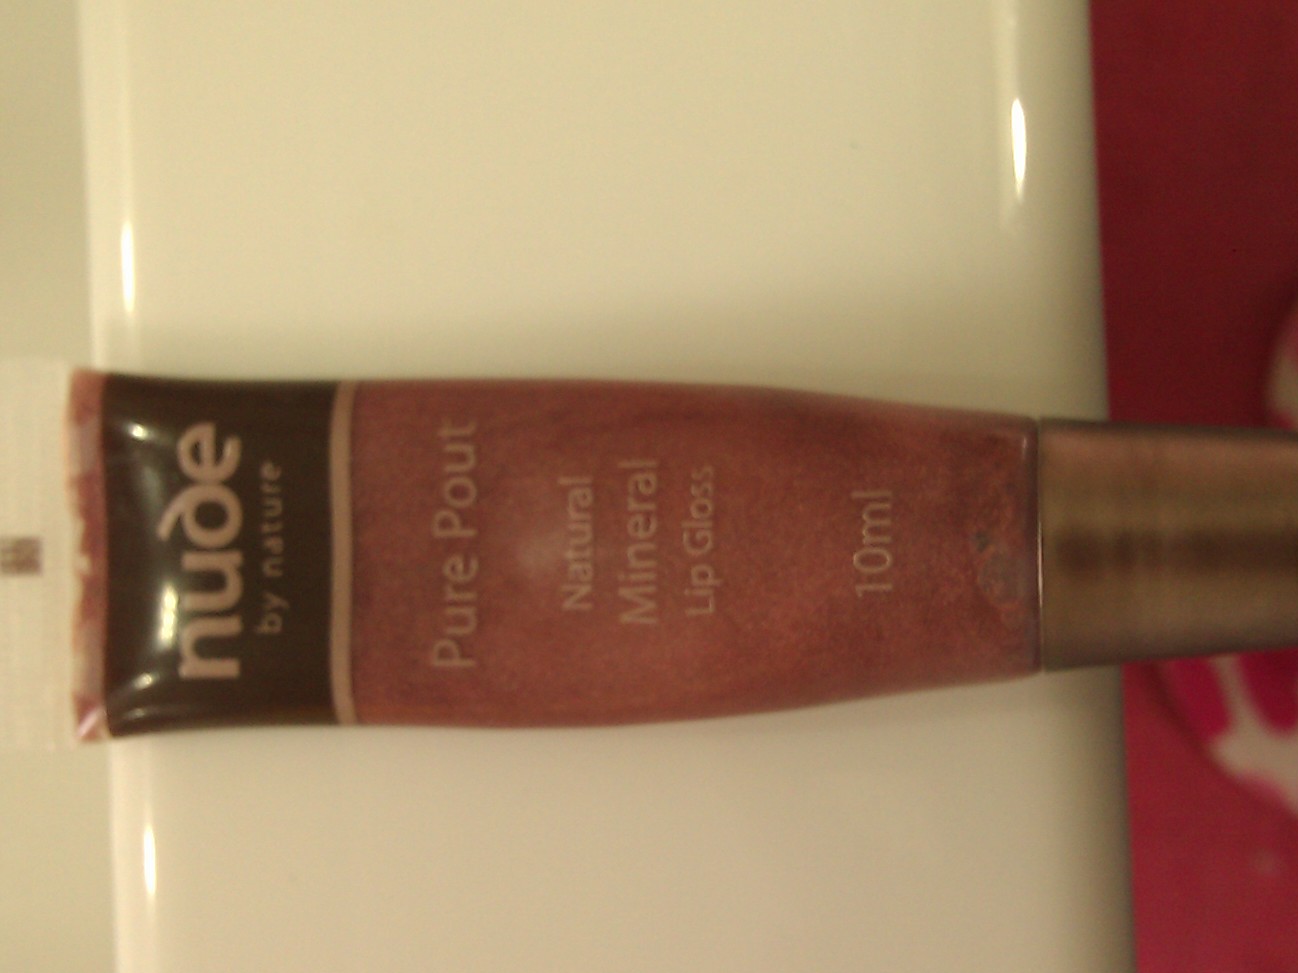 nude
by nature
Pure Pout
Natural
Mineral
Lip Gloss
10ml